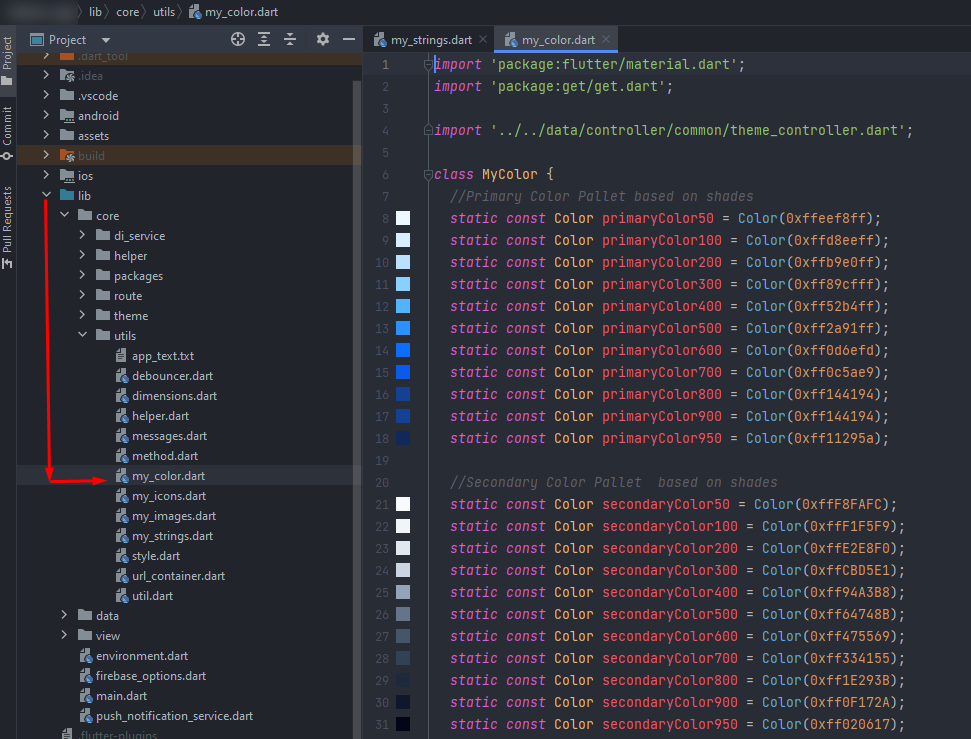 lib core utils my_color.dart
Project
my_strings.dart
my_color.dart
Project
Commit
Pull Requests
.dart_tool
.idea
.vscode
android
assets
build
ios
lib
core
di_service
helper
packages
route
theme
utils
app_text.txt
debouncer.dart
dimensions.dart
helper.dart
messages.dart
method.dart
my_color.dart
my_icons.dart
my_images.dart
my_strings.dart
style.dart
url_container.dart
util.dart
data
view
environment.dart
firebase_options.dart
main.dart
push_notification_service.dart
.flutter-plugins
1 import 'package:flutter/material.dart';
2 import 'package:get/get.dart';
3
4 import '../../data/controller/common/theme_controller.dart';
5
6 class MyColor {
7 //Primary Color Pallet based on shades
8 static const Color primaryColor50 = Color(0xffeef8ff);
9 static const Color primaryColor100 = Color(0xffd8eeff);
10 static const Color primaryColor200 = Color(0xffb9e0ff);
11 static const Color primaryColor300 = Color(0xff89cfff);
12 static const Color primaryColor400 = Color(0xff52b4ff);
13 static const Color primaryColor500 = Color(0xff2a91ff);
14 static const Color primaryColor600 = Color(0xff0d6efd);
15 static const Color primaryColor700 = Color(0xff0c5ae9);
16 static const Color primaryColor800 = Color(0xff144194);
17 static const Color primaryColor900 = Color(0xff144194);
18 static const Color primaryColor950 = Color(0xff11295a);
19
20 //Secondary Color Pallet  based on shades
21 static const Color secondaryColor50 = Color(0xffF8FAFC);
22 static const Color secondaryColor100 = Color(0xffF1F5F9);
23 static const Color secondaryColor200 = Color(0xffE2E8F0);
24 static const Color secondaryColor300 = Color(0xffCBD5E1);
25 static const Color secondaryColor400 = Color(0xff94A3B8);
26 static const Color secondaryColor500 = Color(0xff64748B);
27 static const Color secondaryColor600 = Color(0xff475569);
28 static const Color secondaryColor700 = Color(0xff334155);
29 static const Color secondaryColor800 = Color(0xff1E293B);
30 static const Color secondaryColor900 = Color(0xff0F172A);
31 static const Color secondaryColor950 = Color(0xff020617);